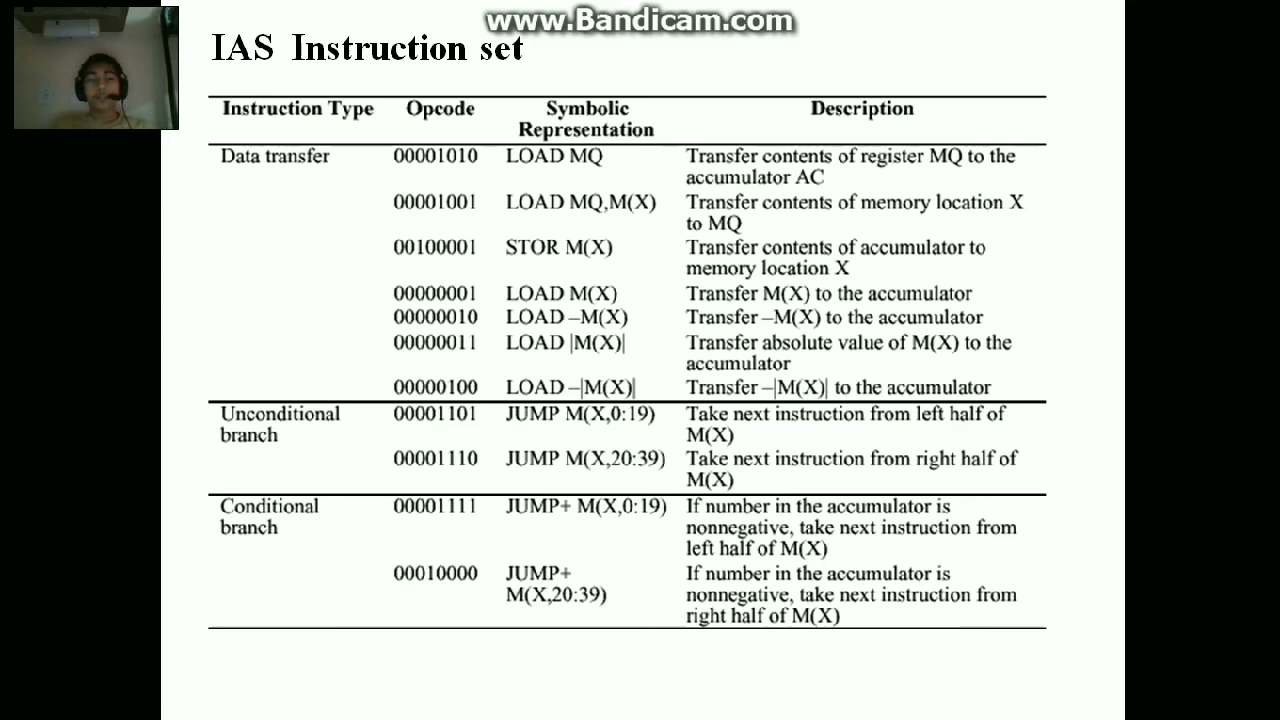 www.Bandicam.com
IAS Instruction set
Instruction Type Opcode Symbolic Representation Description
Data transfer 00001010 LOAD MQ Transfer contents of register MQ to the
accumulator AC
00001001 LOAD MQ,M(X) Transfer contents of memory location X
to MQ
00100001 STOR M(X) Transfer contents of accumulator to
memory location X
00000001 LOAD M(X) Transfer M(X) to the accumulator
00000010 LOAD –M(X) Transfer –M(X) to the accumulator
00000011 LOAD |M(X)| Transfer absolute value of M(X) to the
accumulator
00000100 LOAD –|M(X)| Transfer –|M(X)| to the accumulator
Unconditional 00001101 JUMP M(X,0:19) Take next instruction from left half of
branch M(X)
00001110 JUMP M(X,20:39) Take next instruction from right half of
M(X)
Conditional 00001111 JUMP+ M(X,0:19) If number in the accumulator is
branch nonnegative, take next instruction from
left half of M(X)
00010000 JUMP+ If number in the accumulator is
M(X,20:39) nonnegative, take next instruction from
right half of M(X)